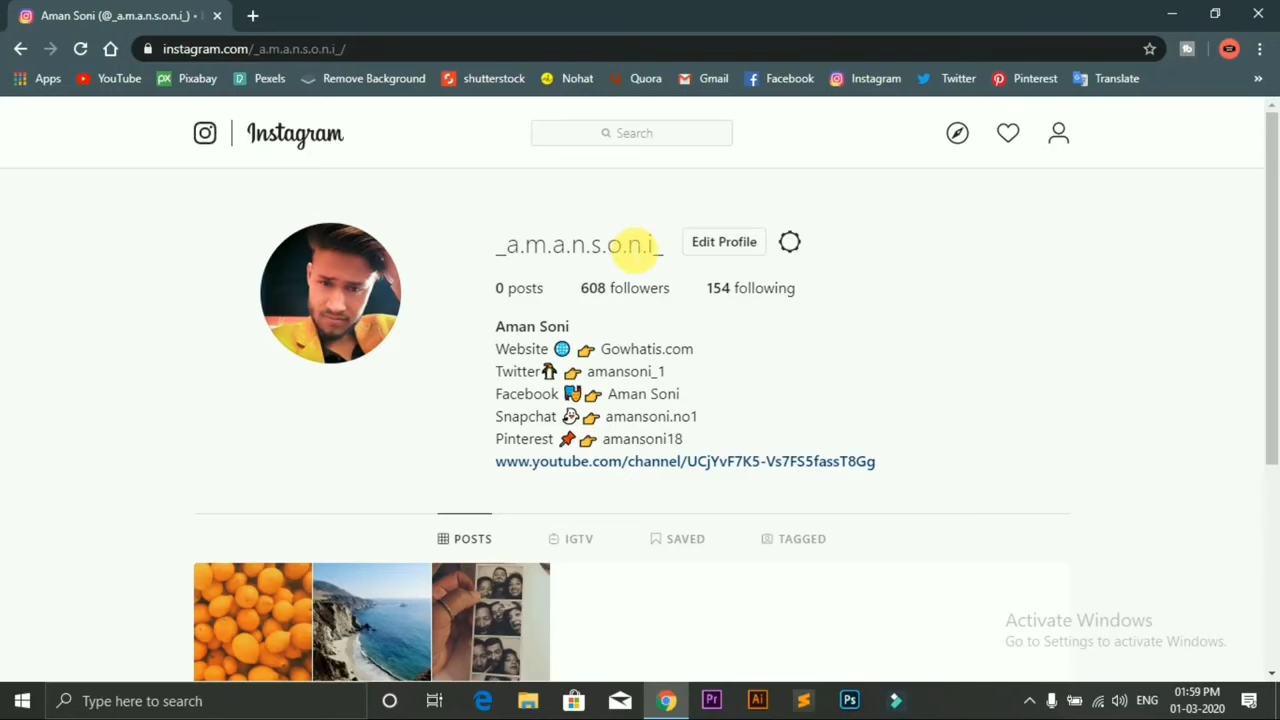 Aman Soni (@_a.m.a.n.s.o.n.i_) •
instagram.com/_a.m.a.n.s.o.n.i_/
Apps YouTube Pixabay Pexels Remove Background shutterstock Nohat Quora Gmail Facebook Instagram Twitter Pinterest Translate »
Instagram
Search
_a.m.a.n.s.o.n.i_ Edit Profile
0 posts 608 followers 154 following
Aman Soni
Website 🌐 👉 Gowhatis.com
Twitter🐧 👉 amansoni_1
Facebook 👉 Aman Soni
Snapchat 👻👉 amansoni.no1
Pinterest 📌👉 amansoni18
www.youtube.com/channel/UCjYvF7K5-Vs7FS5fassT8Gg
POSTS IGTV SAVED TAGGED
Activate Windows
Go to Settings to activate Windows.
Type here to search
Pr Ai Ps
ENG
01:59 PM
01-03-2020